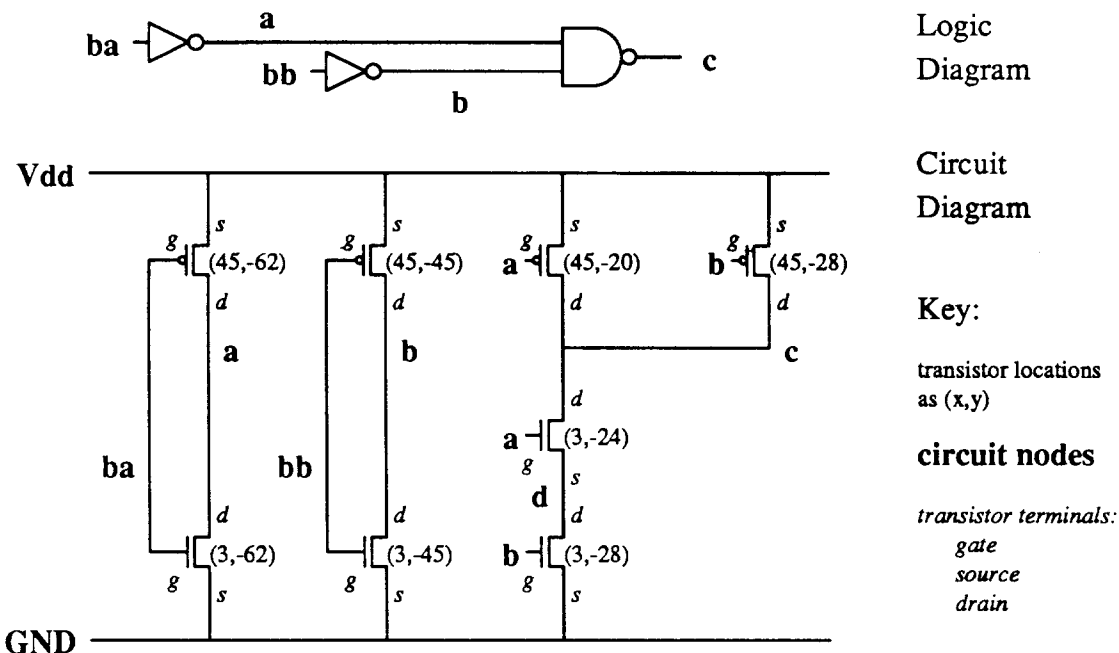 a
ba
bb
b
c
Logic
Diagram
Vdd
Circuit
Diagram
s
s
s
s
g
g
g
g
(45,-62)
(45,-45)
a
(45,-20)
b
(45,-28)
d
d
d
d
a
b
c
Key:
transistor locations
as (x,y)
d
a
(3,-24)
g
s
ba
bb
d
circuit nodes
d
d
d
transistor terminals:
(3,-62)
(3,-45)
b
(3,-28)
gate
g
g
g
source
s
s
s
drain
GND